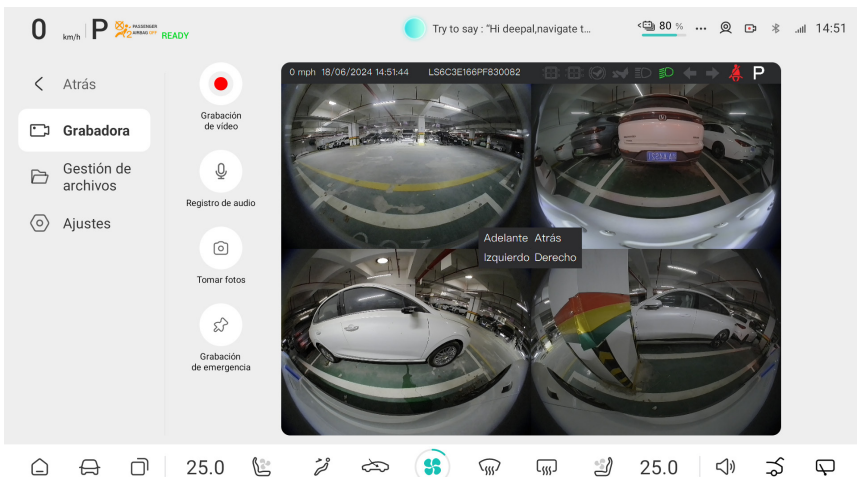 0 km/h P PASSENGER AIRBAG OFF READY
Try to say : “Hi deepal,navigate t...
80 %
14:51
Atrás
Grabadora
Gestión de
archivos
Ajustes
Grabación
de vídeo
Registro de audio
Tomar fotos
Grabación
de emergencia
0 mph 18/06/2024 14:51:44 LS6C3E166PF830082 P
Adelante Atrás
Izquierdo Derecho
25.0
25.0